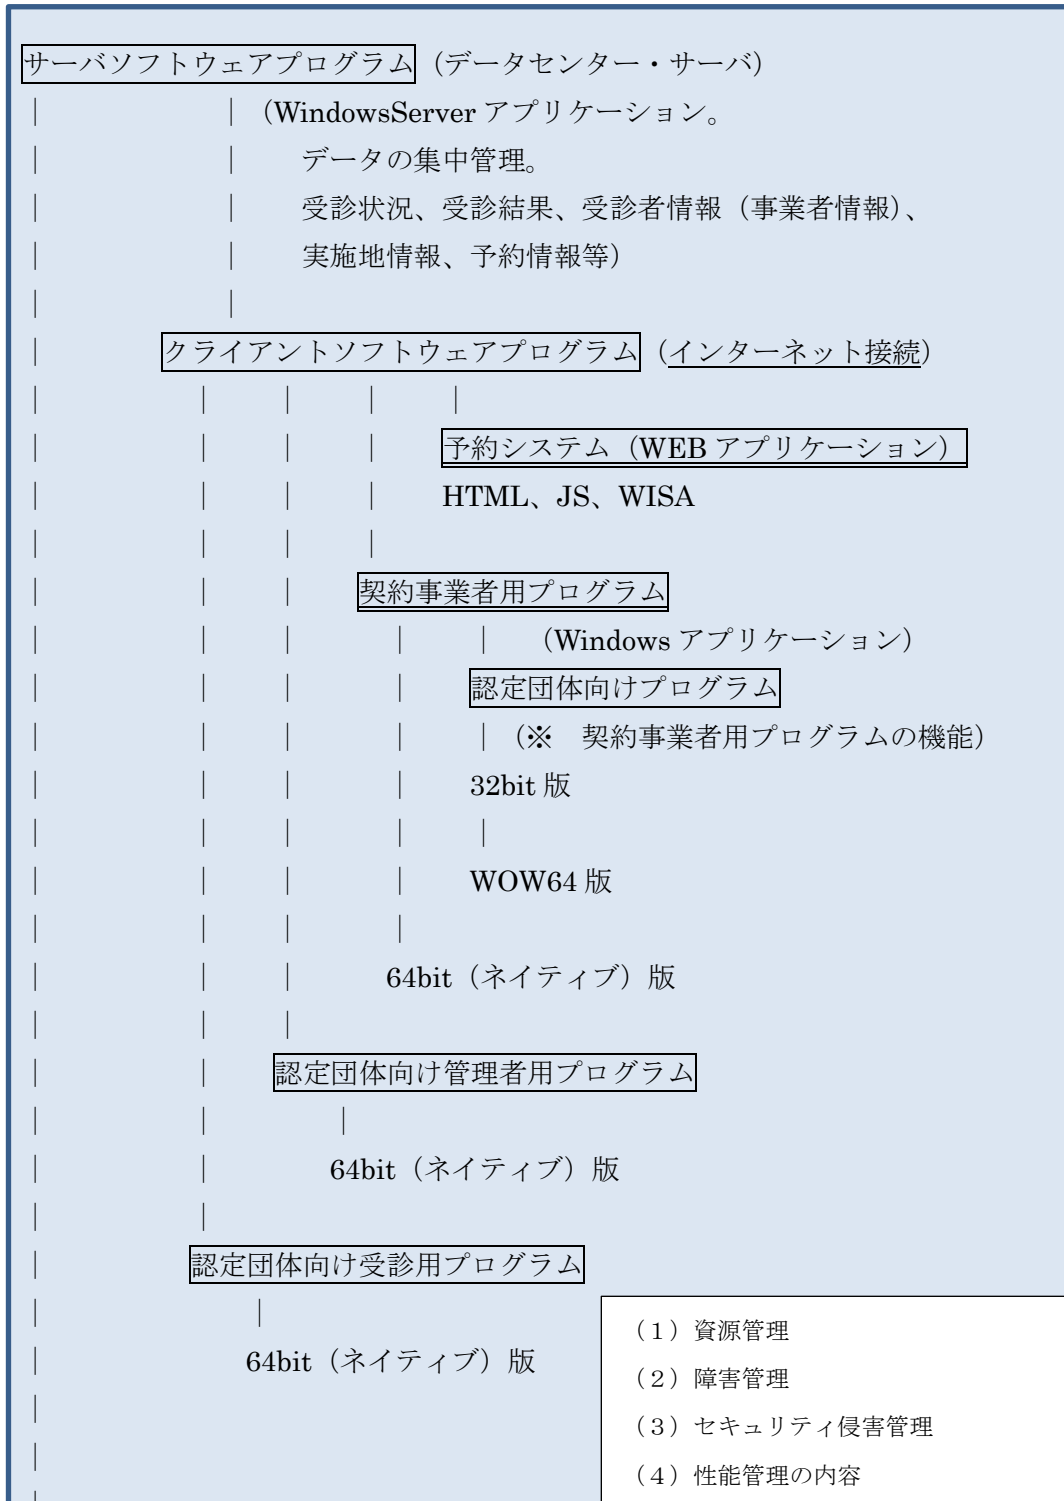 サーバソフトウェアプログラム（データセンター・サーバ）
｜｜（WindowsServer アプリケーション。
｜｜データの集中管理。
｜｜受診状況、受診結果、受診者情報（事業者情報）、
｜｜実施地情報、予約情報等）
｜｜
｜クライアントソフトウェアプログラム（インターネット接続）
｜｜｜｜｜
｜｜｜｜予約システム（WEB アプリケーション）
｜｜｜｜HTML、JS、WISA
｜｜｜｜
｜｜｜契約事業者用プログラム
｜｜｜｜｜（Windows アプリケーション）
｜｜｜｜認定団体向けプログラム
｜｜｜｜｜（※　契約事業者用プログラムの機能）
｜｜｜｜32bit 版
｜｜｜｜｜
｜｜｜｜WOW64 版
｜｜｜｜
｜｜｜64bit（ネイティブ）版
｜｜｜
｜｜認定団体向け管理者用プログラム
｜｜｜
｜｜64bit（ネイティブ）版
｜｜
｜認定団体向け受診用プログラム
｜｜
｜64bit（ネイティブ）版
｜
｜
｜
（１）資源管理
（２）障害管理
（３）セキュリティ侵害管理
（４）性能管理の内容